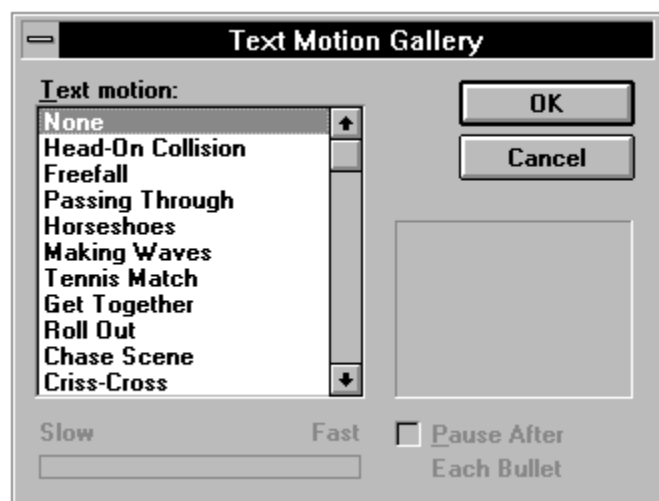 Text Motion Gallery
Text motion:
None
Head-On Collision
Freefall
Passing Through
Horseshoes
Making Waves
Tennis Match
Get Together
Roll Out
Chase Scene
Criss-Cross
OK
Cancel
Slow Fast
Pause After
Each Bullet